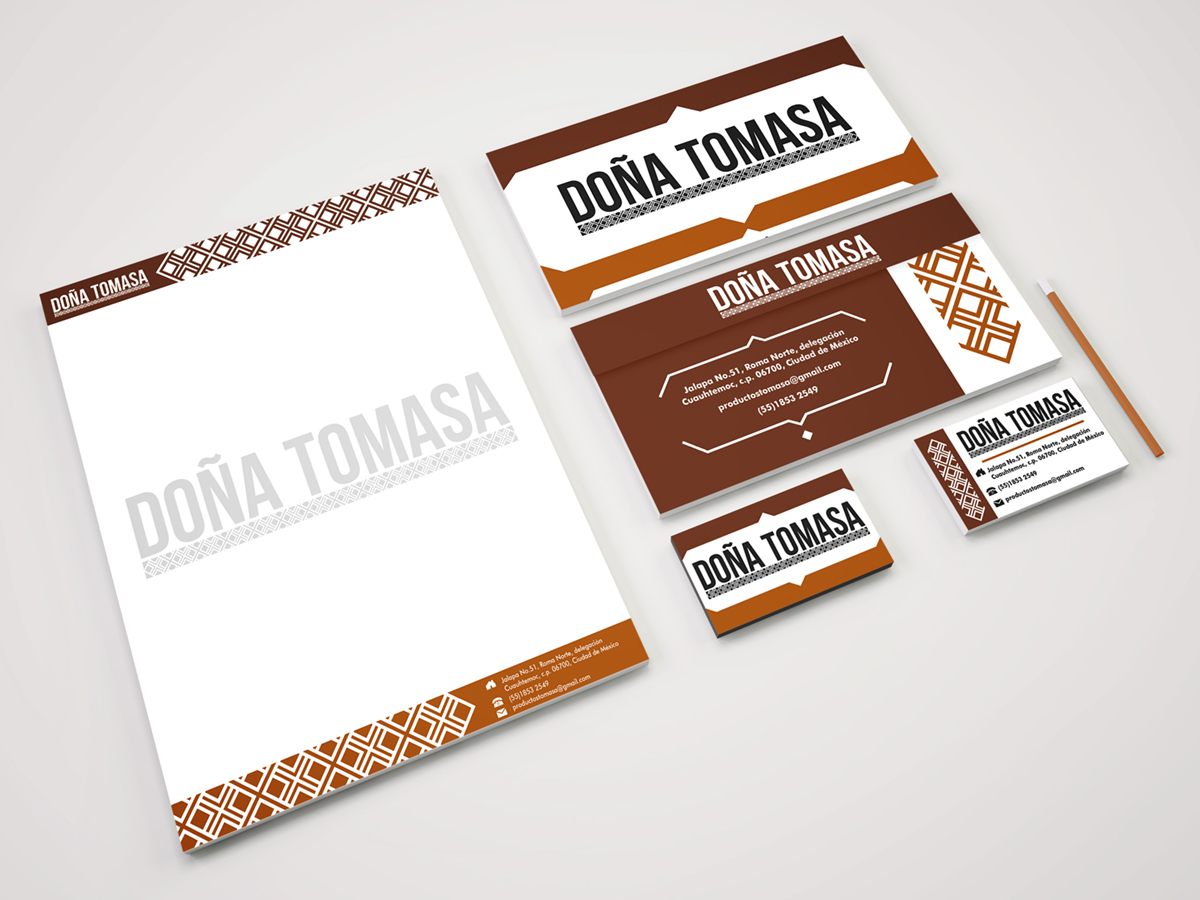 DOÑA TOMASA
DOÑA TOMASA
Jalapa No.51, Roma Norte, delegación
Cuauhtemoc, c.p. 06700, Ciudad de México
(55)1853 2549
productostomasa@gmail.com
DOÑA TOMASA
DOÑA TOMASA
Jalapa No.51, Roma Norte, delegación
Cuauhtemoc, c.p. 06700, Ciudad de México
productostomasa@gmail.com
(55)1853 2549
DOÑA TOMASA
DOÑA TOMASA
Jalapa No.51, Roma Norte, delegación
Cuauhtemoc, c.p. 06700, Ciudad de México
(55)1853 2549
productostomasa@gmail.com